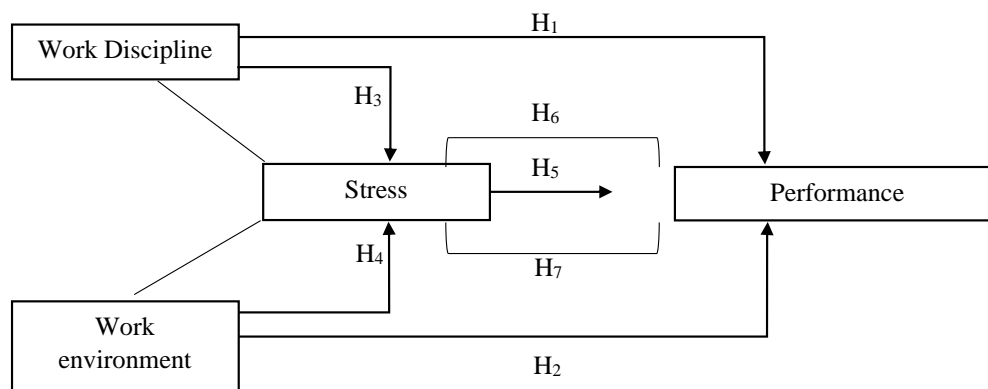 H₁
Work Discipline
H₃
H₆
H₅
Stress
Performance
H₄
H₇
Work
environment
H₂